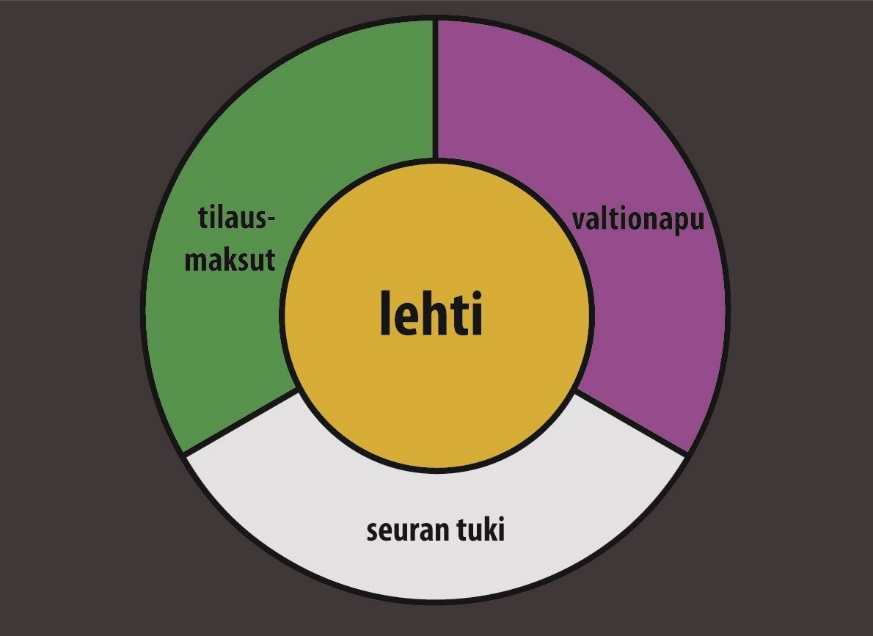 tilaus-
maksut
valtionapu
lehti
seuran tuki